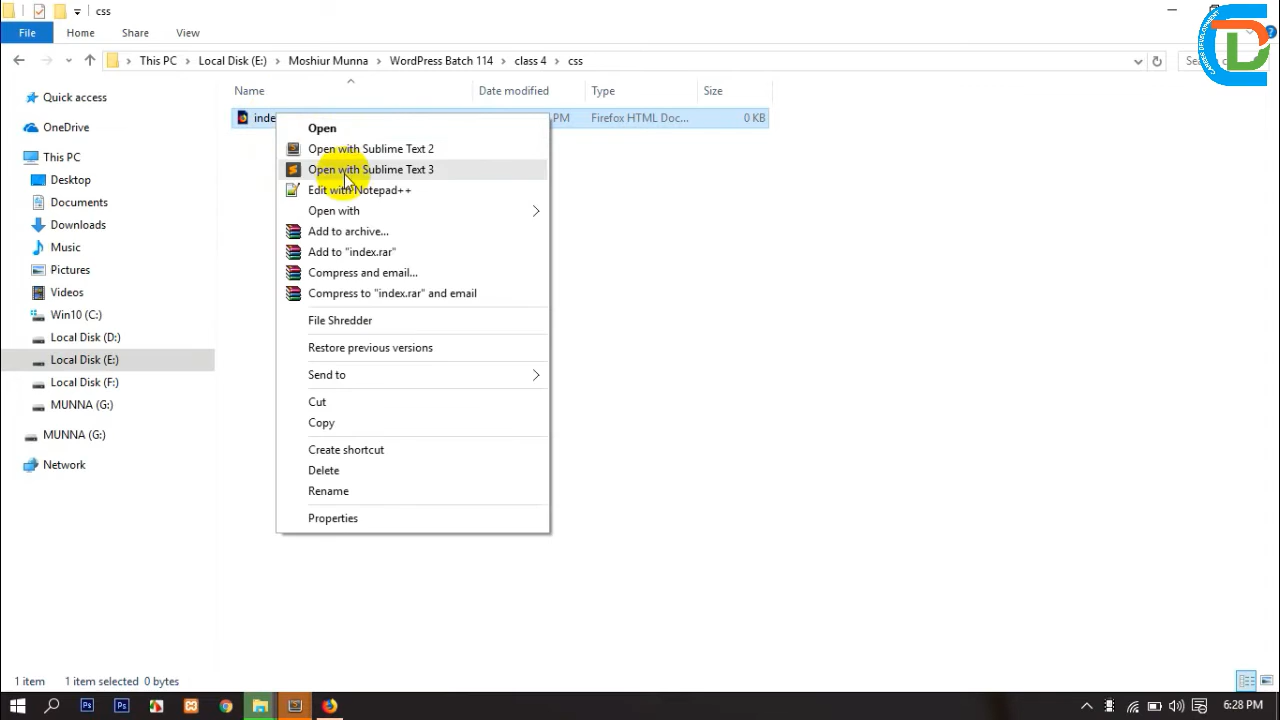 css
File
Home
Share
View
This PC
Local Disk (E:)
Moshiur Munna
WordPress Batch 114
class 4
css
Name
Date modified
Type
Size
PM
Firefox HTML Doc...
0 KB
Quick access
OneDrive
This PC
Desktop
Documents
Downloads
Music
Pictures
Videos
Win10 (C:)
Local Disk (D:)
Local Disk (E:)
Local Disk (F:)
MUNNA (G:)
MUNNA (G:)
Network
Open
Open with Sublime Text 2
Open with Sublime Text 3
Edit with Notepad++
Open with
Add to archive...
Add to "index.rar"
Compress and email...
Compress to "index.rar" and email
File Shredder
Restore previous versions
Send to
Cut
Copy
Create shortcut
Delete
Rename
Properties
1 item
1 item selected 0 bytes
Ps
Ps
6:28 PM